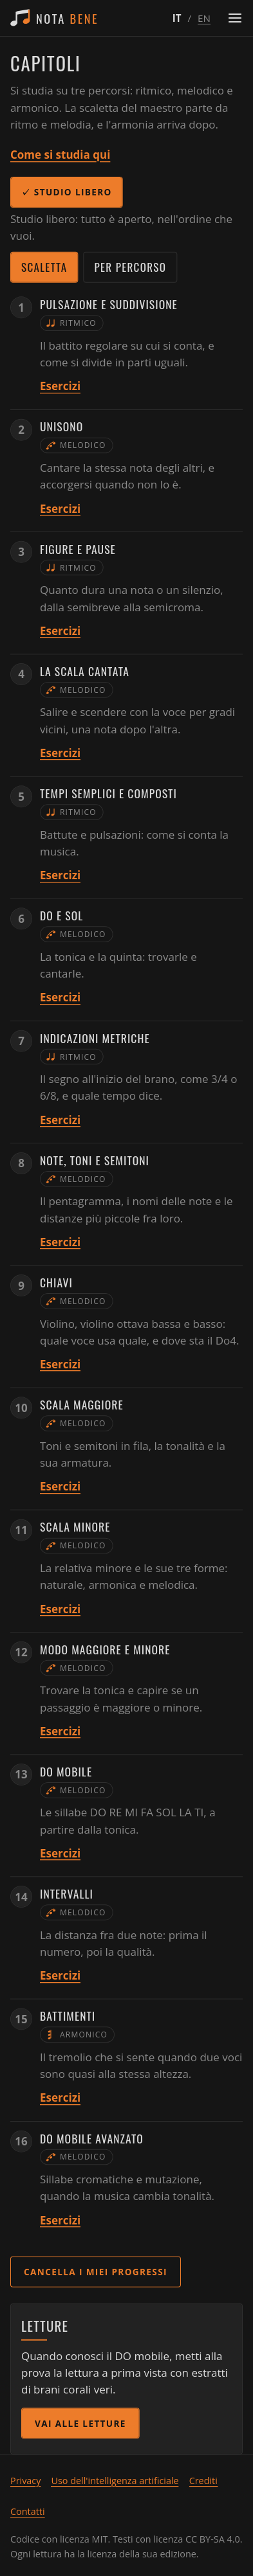 NOTA BENE
IT / EN
CAPITOLI
Si studia su tre percorsi: ritmico, melodico e
armonico. La scaletta del maestro parte da
ritmo e melodia, e l'armonia arriva dopo.
Come si studia qui
✓ STUDIO LIBERO
Studio libero: tutto è aperto, nell'ordine che
vuoi.
SCALETTA
PER PERCORSO
1
PULSAZIONE E SUDDIVISIONE
RITMICO
Il battito regolare su cui si conta, e
come si divide in parti uguali.
Esercizi
2
UNISONO
MELODICO
Cantare la stessa nota degli altri, e
accorgersi quando non lo è.
Esercizi
3
FIGURE E PAUSE
RITMICO
Quanto dura una nota o un silenzio,
dalla semibreve alla semicroma.
Esercizi
4
LA SCALA CANTATA
MELODICO
Salire e scendere con la voce per gradi
vicini, una nota dopo l'altra.
Esercizi
5
TEMPI SEMPLICI E COMPOSTI
RITMICO
Battute e pulsazioni: come si conta la
musica.
Esercizi
6
DO E SOL
MELODICO
La tonica e la quinta: trovarle e
cantarle.
Esercizi
7
INDICAZIONI METRICHE
RITMICO
Il segno all'inizio del brano, come 3/4 o
6/8, e quale tempo dice.
Esercizi
8
NOTE, TONI E SEMITONI
MELODICO
Il pentagramma, i nomi delle note e le
distanze più piccole fra loro.
Esercizi
9
CHIAVI
MELODICO
Violino, violino ottava bassa e basso:
quale voce usa quale, e dove sta il Do4.
Esercizi
10
SCALA MAGGIORE
MELODICO
Toni e semitoni in fila, la tonalità e la
sua armatura.
Esercizi
11
SCALA MINORE
MELODICO
La relativa minore e le sue tre forme:
naturale, armonica e melodica.
Esercizi
12
MODO MAGGIORE E MINORE
MELODICO
Trovare la tonica e capire se un
passaggio è maggiore o minore.
Esercizi
13
DO MOBILE
MELODICO
Le sillabe DO RE MI FA SOL LA TI, a
partire dalla tonica.
Esercizi
14
INTERVALLI
MELODICO
La distanza fra due note: prima il
numero, poi la qualità.
Esercizi
15
BATTIMENTI
ARMONICO
Il tremolio che si sente quando due voci
sono quasi alla stessa altezza.
Esercizi
16
DO MOBILE AVANZATO
MELODICO
Sillabe cromatiche e mutazione,
quando la musica cambia tonalità.
Esercizi
CANCELLA I MIEI PROGRESSI
LETTURE
Quando conosci il DO mobile, metti alla
prova la lettura a prima vista con estratti
di brani corali veri.
VAI ALLE LETTURE
Privacy
Uso dell'intelligenza artificiale
Crediti
Contatti
Codice con licenza MIT. Testi con licenza CC BY-SA 4.0.
Ogni lettura ha la licenza della sua edizione.